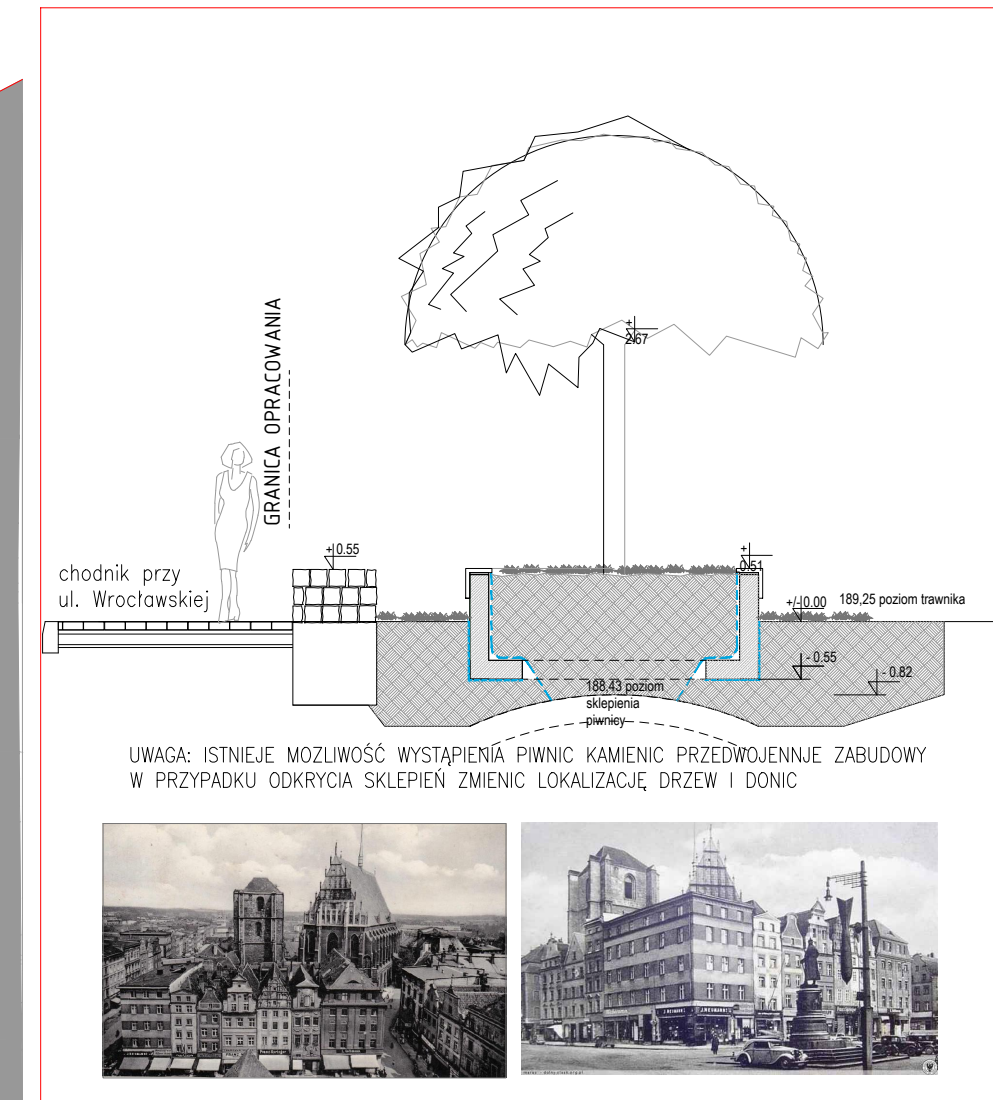 +
2.67
GRANICA OPRACOWANIA
+ 0.55
+
0.51
chodnik przy
ul. Wrocławskiej
+/- 0.00
189,25 poziom trawnika
- 0.55
- 0.82
188,43 poziom
sklepienia
piwnicy
UWAGA: ISTNIEJE MOZLIWOŚĆ WYSTĄPIENIA PIWNIC KAMIENIC PRZEDWOJENNJE ZABUDOWY
W PRZYPADKU ODKRYCIA SKLEPIEŃ ZMIENIC LOKALIZACJĘ DRZEW I DONIC